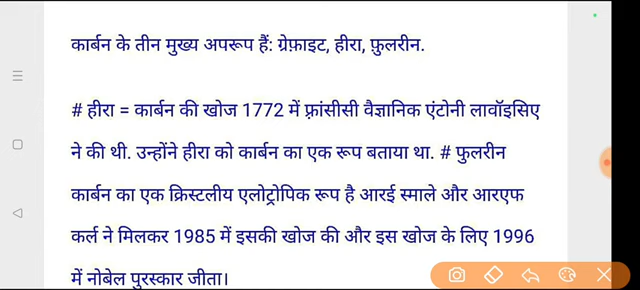 कार्बन के तीन मुख्य अपरूप हैं: ग्रेफ़ाइट, हीरा, फ़ुलरीन.
# हीरा = कार्बन की खोज 1772 में फ़्रांसीसी वैज्ञानिक एंटोनी लावॉइसिए
ने की थी. उन्होंने हीरा को कार्बन का एक रूप बताया था. # फुलरीन
कार्बन का एक क्रिस्टलीय एलोट्रोपिक रूप है आरई स्माले और आरएफ
कर्ल ने मिलकर 1985 में इसकी खोज की और इस खोज के लिए 1996
में नोबेल पुरस्कार जीता।